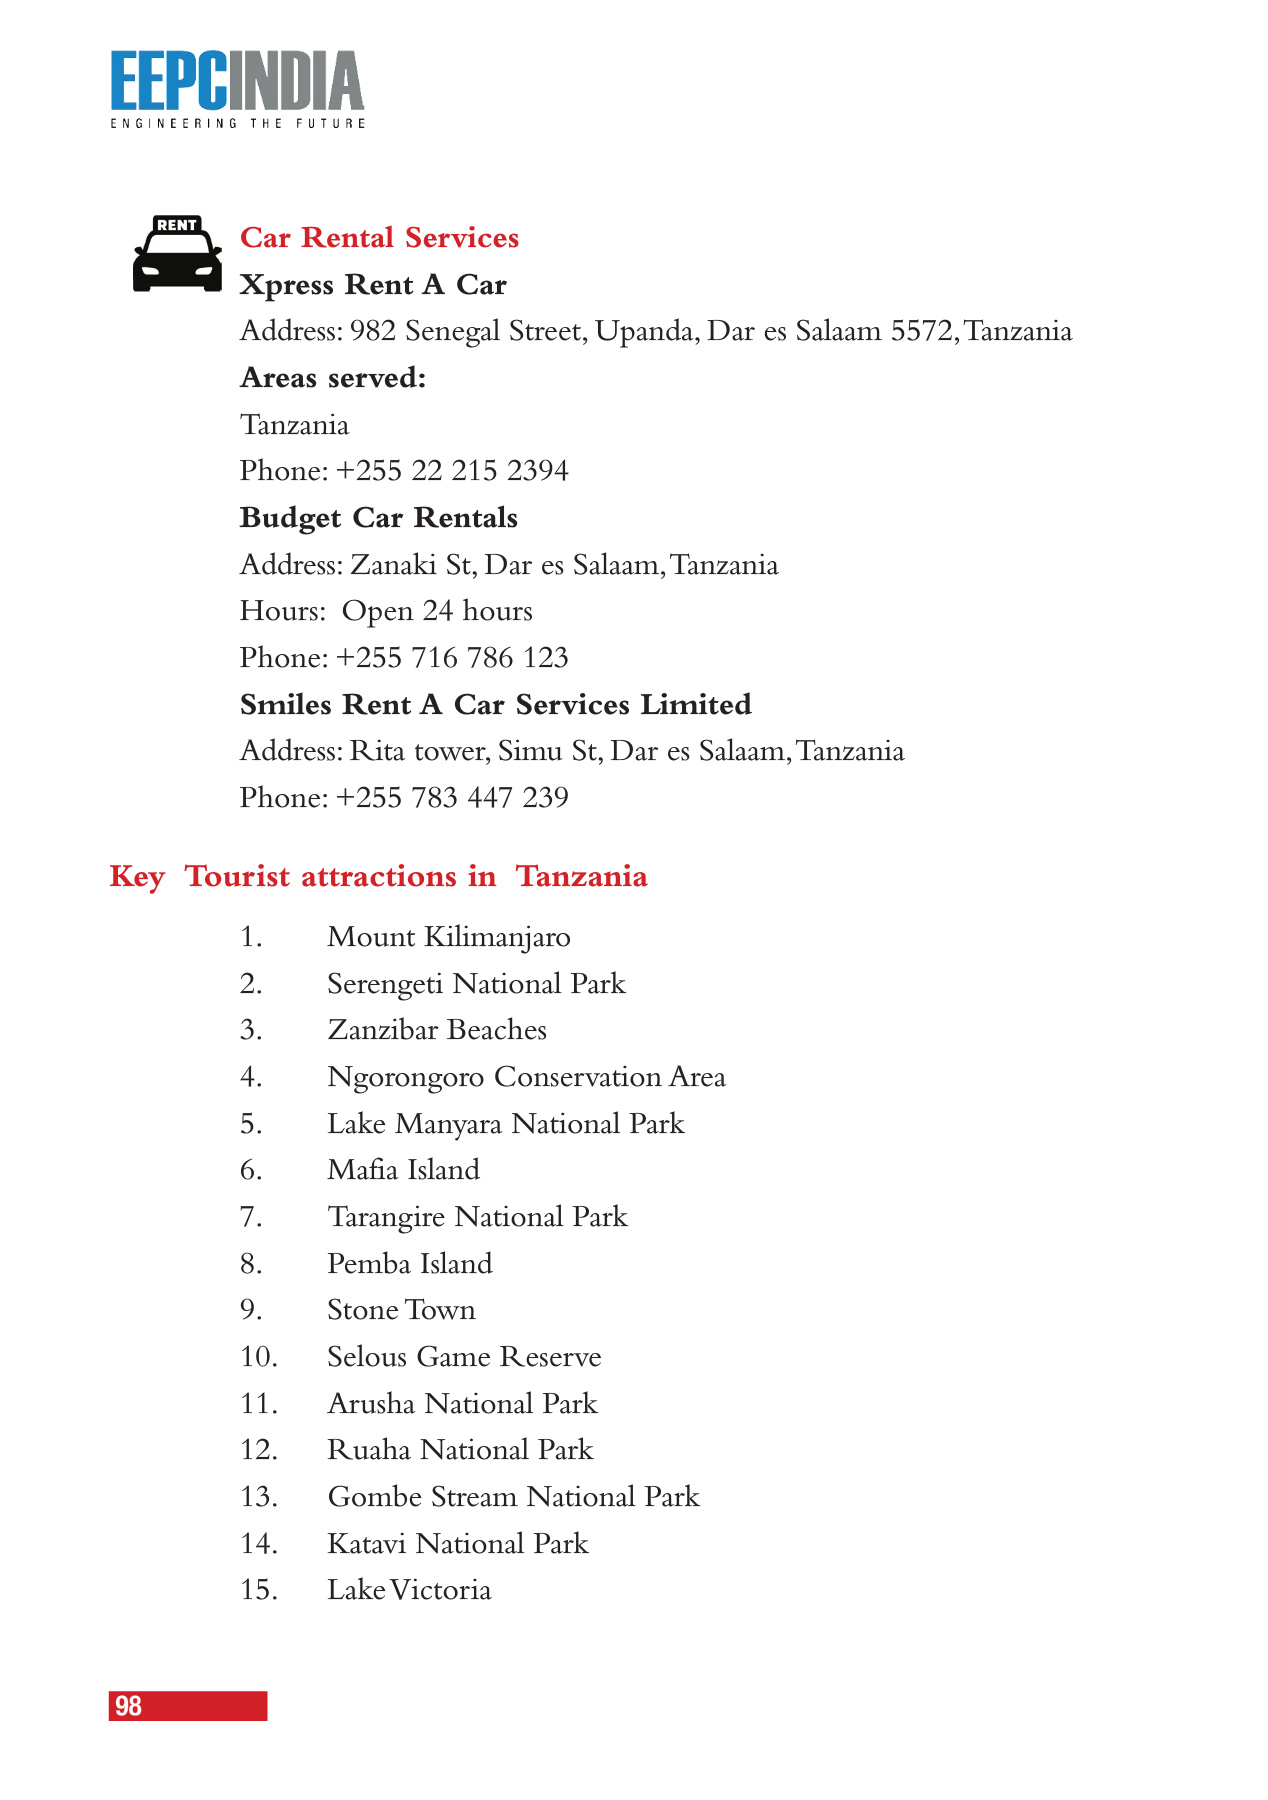 EEPCINDIA
ENGINEERING THE FUTURE
RENT
Car Rental Services
Xpress Rent A Car
Address: 982 Senegal Street, Upanda, Dar es Salaam 5572, Tanzania
Areas served:
Tanzania
Phone: +255 22 215 2394
Budget Car Rentals
Address: Zanaki St, Dar es Salaam, Tanzania
Hours: Open 24 hours
Phone: +255 716 786 123
Smiles Rent A Car Services Limited
Address: Rita tower, Simu St, Dar es Salaam, Tanzania
Phone: +255 783 447 239
Key Tourist attractions in Tanzania
1. Mount Kilimanjaro
2. Serengeti National Park
3. Zanzibar Beaches
4. Ngorongoro Conservation Area
5. Lake Manyara National Park
6. Mafia Island
7. Tarangire National Park
8. Pemba Island
9. Stone Town
10. Selous Game Reserve
11. Arusha National Park
12. Ruaha National Park
13. Gombe Stream National Park
14. Katavi National Park
15. Lake Victoria
98